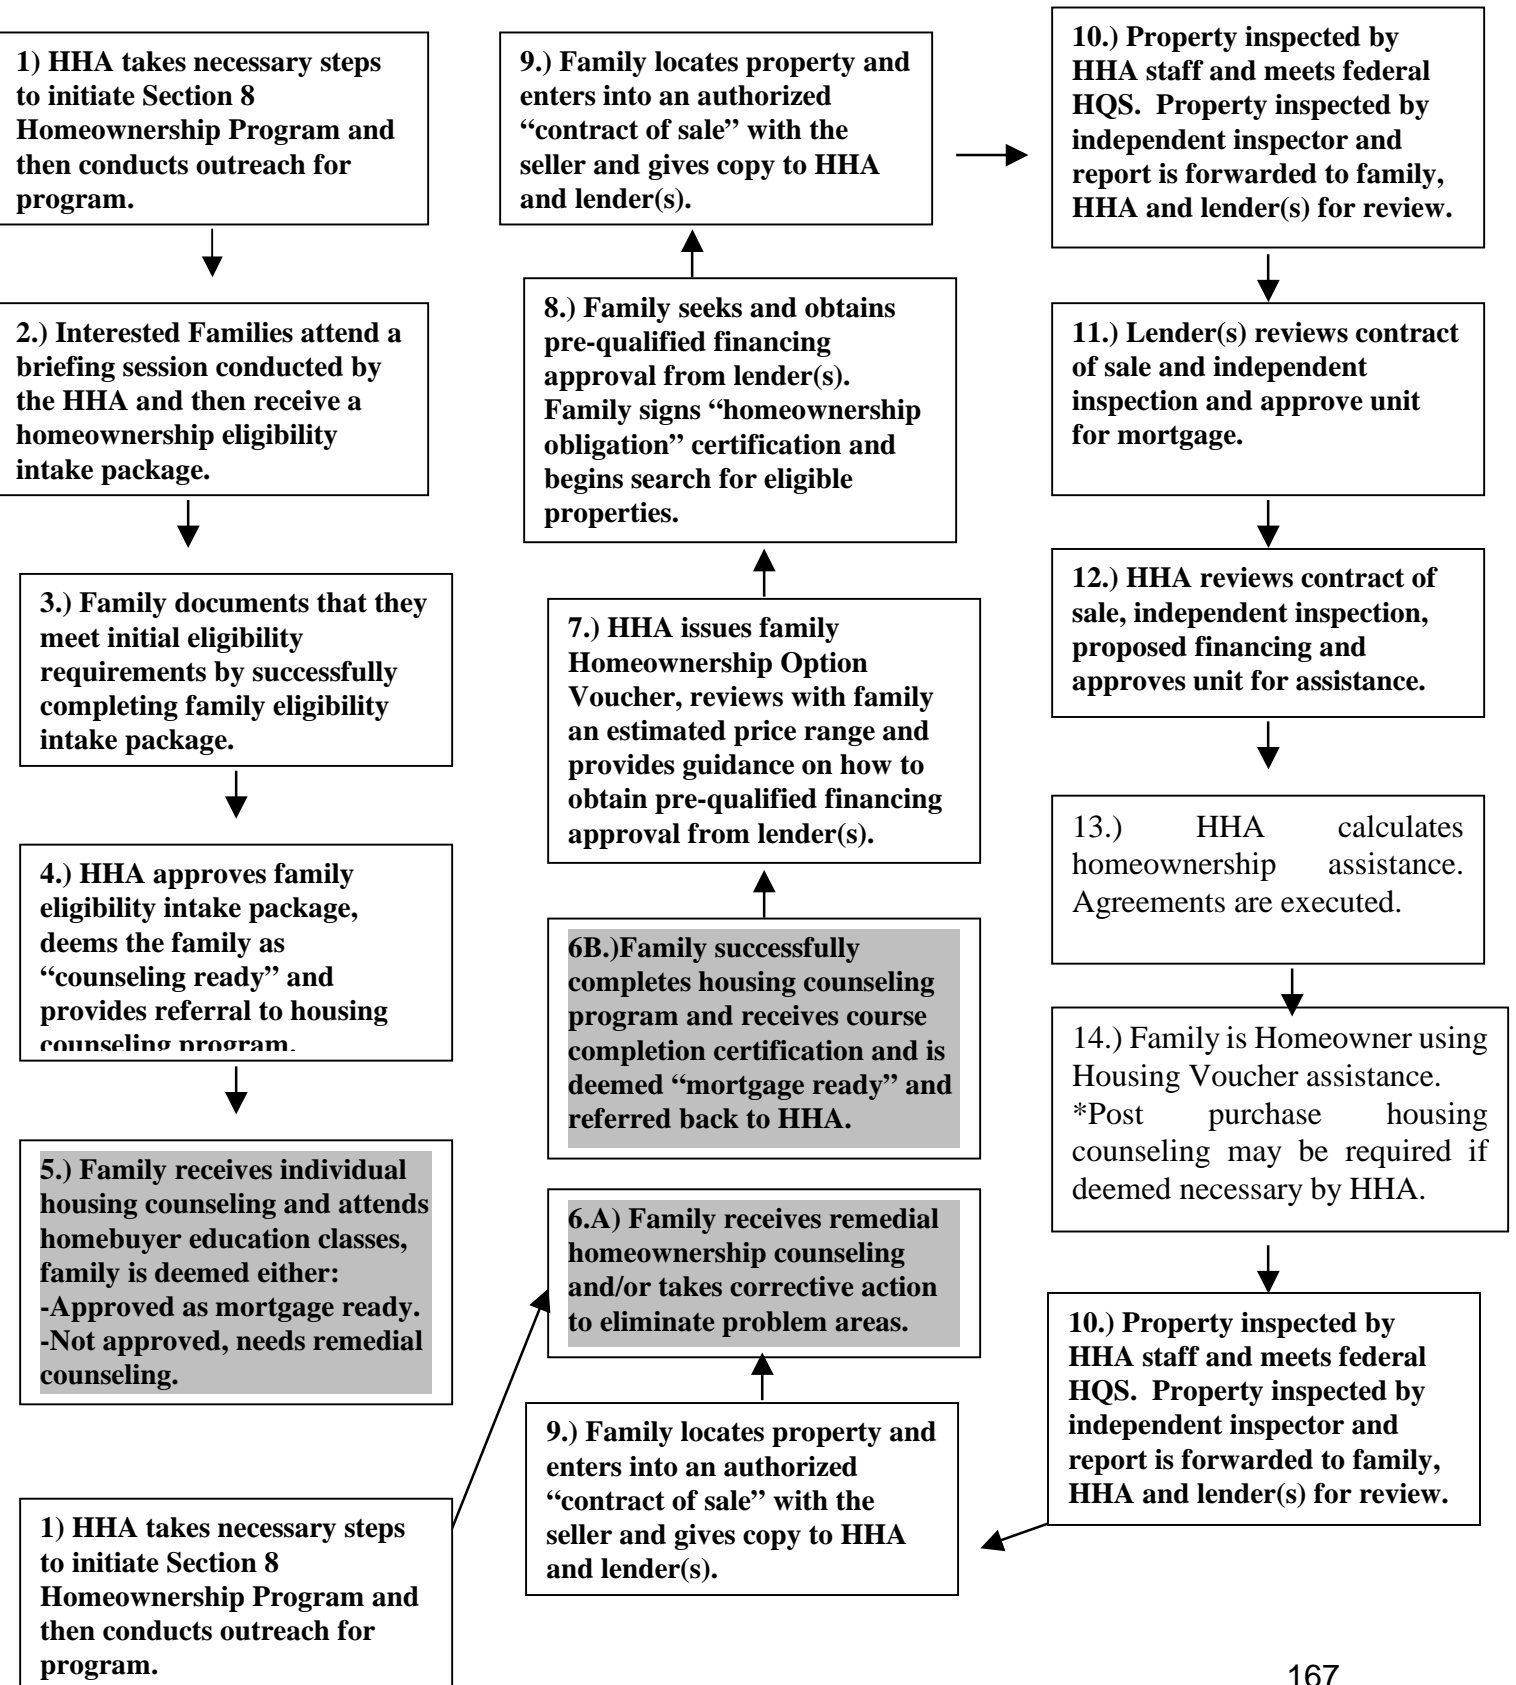 1) HHA takes necessary steps
to initiate Section 8
Homeownership Program and
then conducts outreach for
program.
2.) Interested Families attend a
briefing session conducted by
the HHA and then receive a
homeownership eligibility
intake package.
3.) Family documents that they
meet initial eligibility
requirements by successfully
completing family eligibility
intake package.
4.) HHA approves family
eligibility intake package,
deems the family as
“counseling ready” and
provides referral to housing
counseling program.
5.) Family receives individual
housing counseling and attends
homebuyer education classes,
family is deemed either:
-Approved as mortgage ready.
-Not approved, needs remedial
counseling.
1) HHA takes necessary steps
to initiate Section 8
Homeownership Program and
then conducts outreach for
program.
9.) Family locates property and
enters into an authorized
“contract of sale” with the
seller and gives copy to HHA
and lender(s).
8.) Family seeks and obtains
pre-qualified financing
approval from lender(s).
Family signs “homeownership
obligation” certification and
begins search for eligible
properties.
7.) HHA issues family
Homeownership Option
Voucher, reviews with family
an estimated price range and
provides guidance on how to
obtain pre-qualified financing
approval from lender(s).
6B.)Family successfully
completes housing counseling
program and receives course
completion certification and is
deemed “mortgage ready” and
referred back to HHA.
6.A) Family receives remedial
homeownership counseling
and/or takes corrective action
to eliminate problem areas.
9.) Family locates property and
enters into an authorized
“contract of sale” with the
seller and gives copy to HHA
and lender(s).
10.) Property inspected by
HHA staff and meets federal
HQS. Property inspected by
independent inspector and
report is forwarded to family,
HHA and lender(s) for review.
11.) Lender(s) reviews contract
of sale and independent
inspection and approve unit
for mortgage.
12.) HHA reviews contract of
sale, independent inspection,
proposed financing and
approves unit for assistance.
13.) HHA calculates
homeownership assistance.
Agreements are executed.
14.) Family is Homeowner using
Housing Voucher assistance.
*Post purchase housing
counseling may be required if
deemed necessary by HHA.
10.) Property inspected by
HHA staff and meets federal
HQS. Property inspected by
independent inspector and
report is forwarded to family,
HHA and lender(s) for review.
167